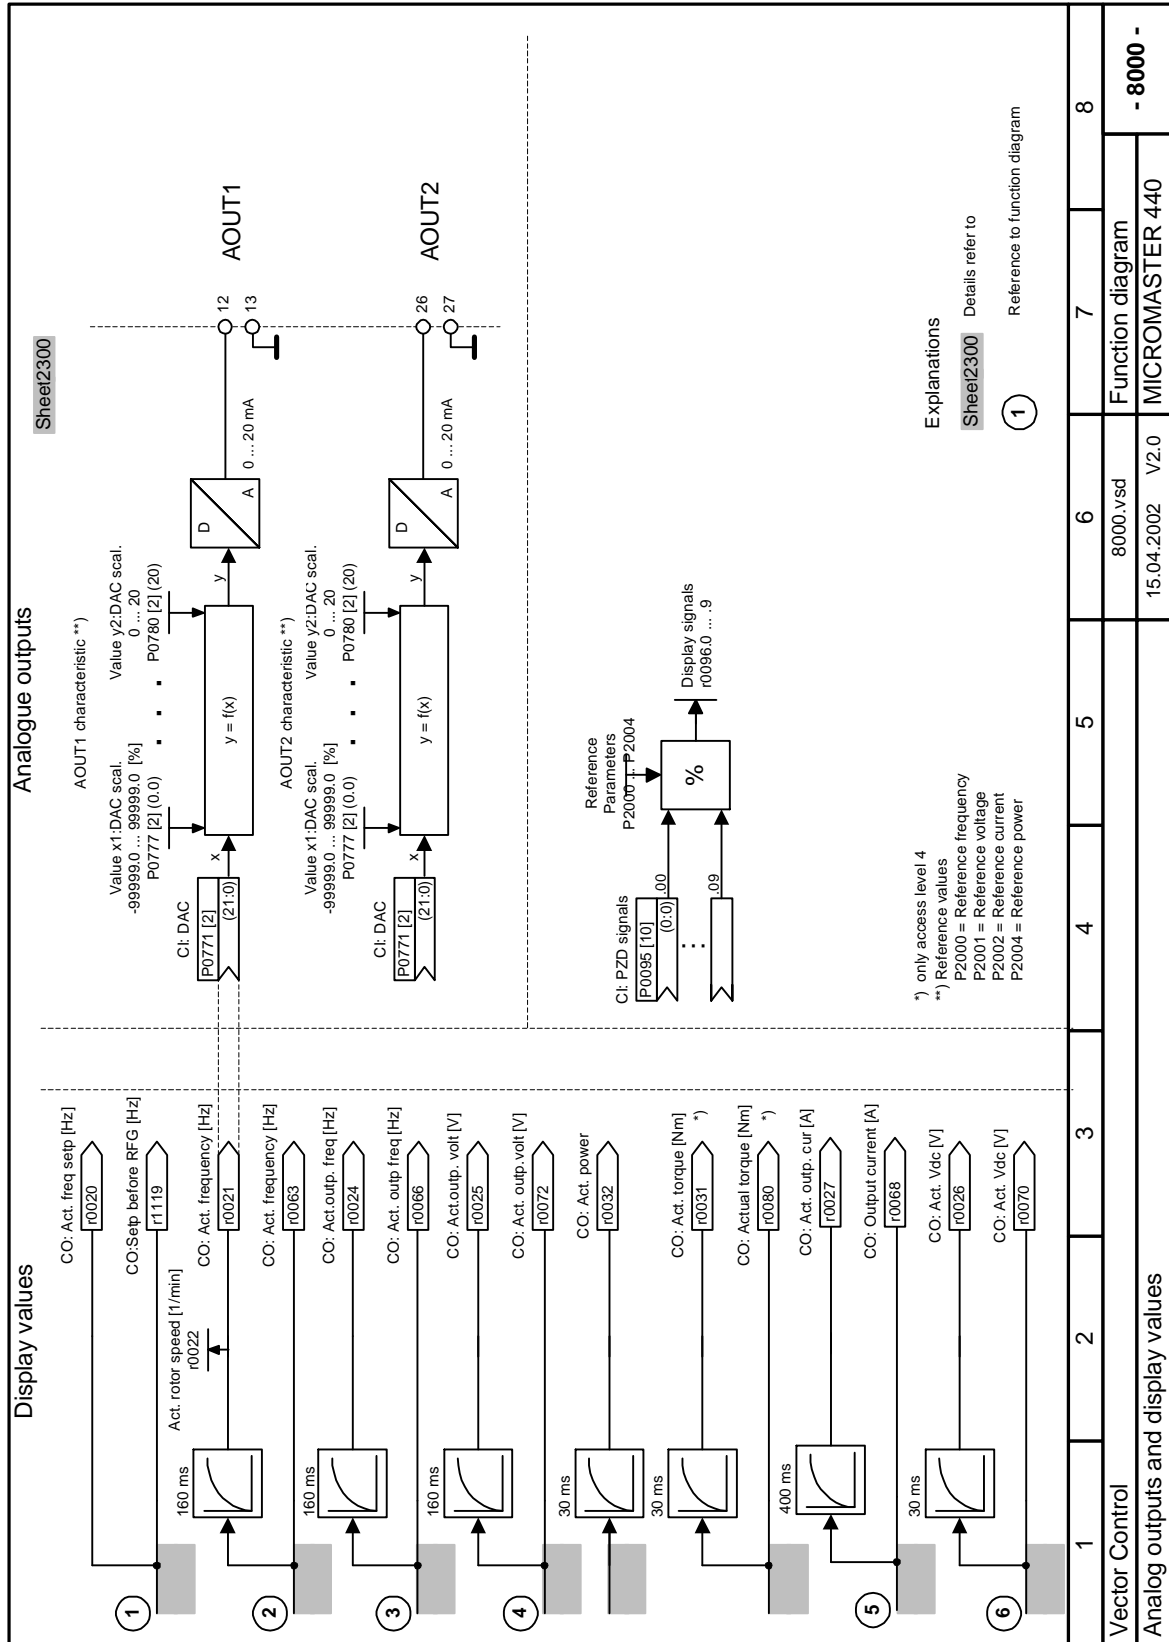 Display values
Analogue outputs
Sheet2300
CO: Act. freq setp [Hz]
r0020
1
CO:Setp before RFG [Hz]
r1119
Act. rotor speed [1/min]
r0022
160 ms
CO: Act. frequency [Hz]
r0021
2
CO: Act. frequency [Hz]
r0063
160 ms
CO: Act.outp. freq [Hz]
r0024
3
CO: Act. outp freq [Hz]
r0066
160 ms
CO: Act.outp. volt [V]
r0025
4
CO: Act. outp.volt [V]
r0072
30 ms
CO: Act. power
r0032
30 ms
CO: Act. torque [Nm]
r0031
*)
CO: Actual torque [Nm]
r0080
*)
400 ms
CO: Act. outp. cur [A]
r0027
5
CO: Output current [A]
r0068
30 ms
CO: Act. Vdc [V]
r0026
6
CO: Act. Vdc [V]
r0070
AOUT1 characteristic **)
Value x1:DAC scal.
-99999.0 ... 99999.0 [%]
P0777 [2] (0.0)
Value y2:DAC scal.
0 ... 20
P0780 [2] (20)
CI: DAC
P0771 [2]
(21:0)
x
y = f(x)
y
D
A
0 ... 20 mA
12
13
AOUT1
AOUT2 characteristic **)
Value x1:DAC scal.
-99999.0 ... 99999.0 [%]
P0777 [2] (0.0)
Value y2:DAC scal.
0 ... 20
P0780 [2] (20)
CI: DAC
P0771 [2]
(21:0)
x
y = f(x)
y
D
A
0 ... 20 mA
26
27
AOUT2
Reference
Parameters
P2000 ... P2004
CI: PZD signals
P0095 [10]
(0:0)
.00
...
.09
%
Display signals
r0096.0 ... .9
*) only access level 4
**) Reference values
P2000 = Reference frequency
P2001 = Reference voltage
P2002 = Reference current
P2004 = Reference power
Explanations
Sheet2300 Details refer to
1 Reference to function diagram
1 2 3 4 5 6 7 8
Vector Control
8000.vsd
Function diagram
- 8000 -
Analog outputs and display values
15.04.2002 V2.0
MICROMASTER 440